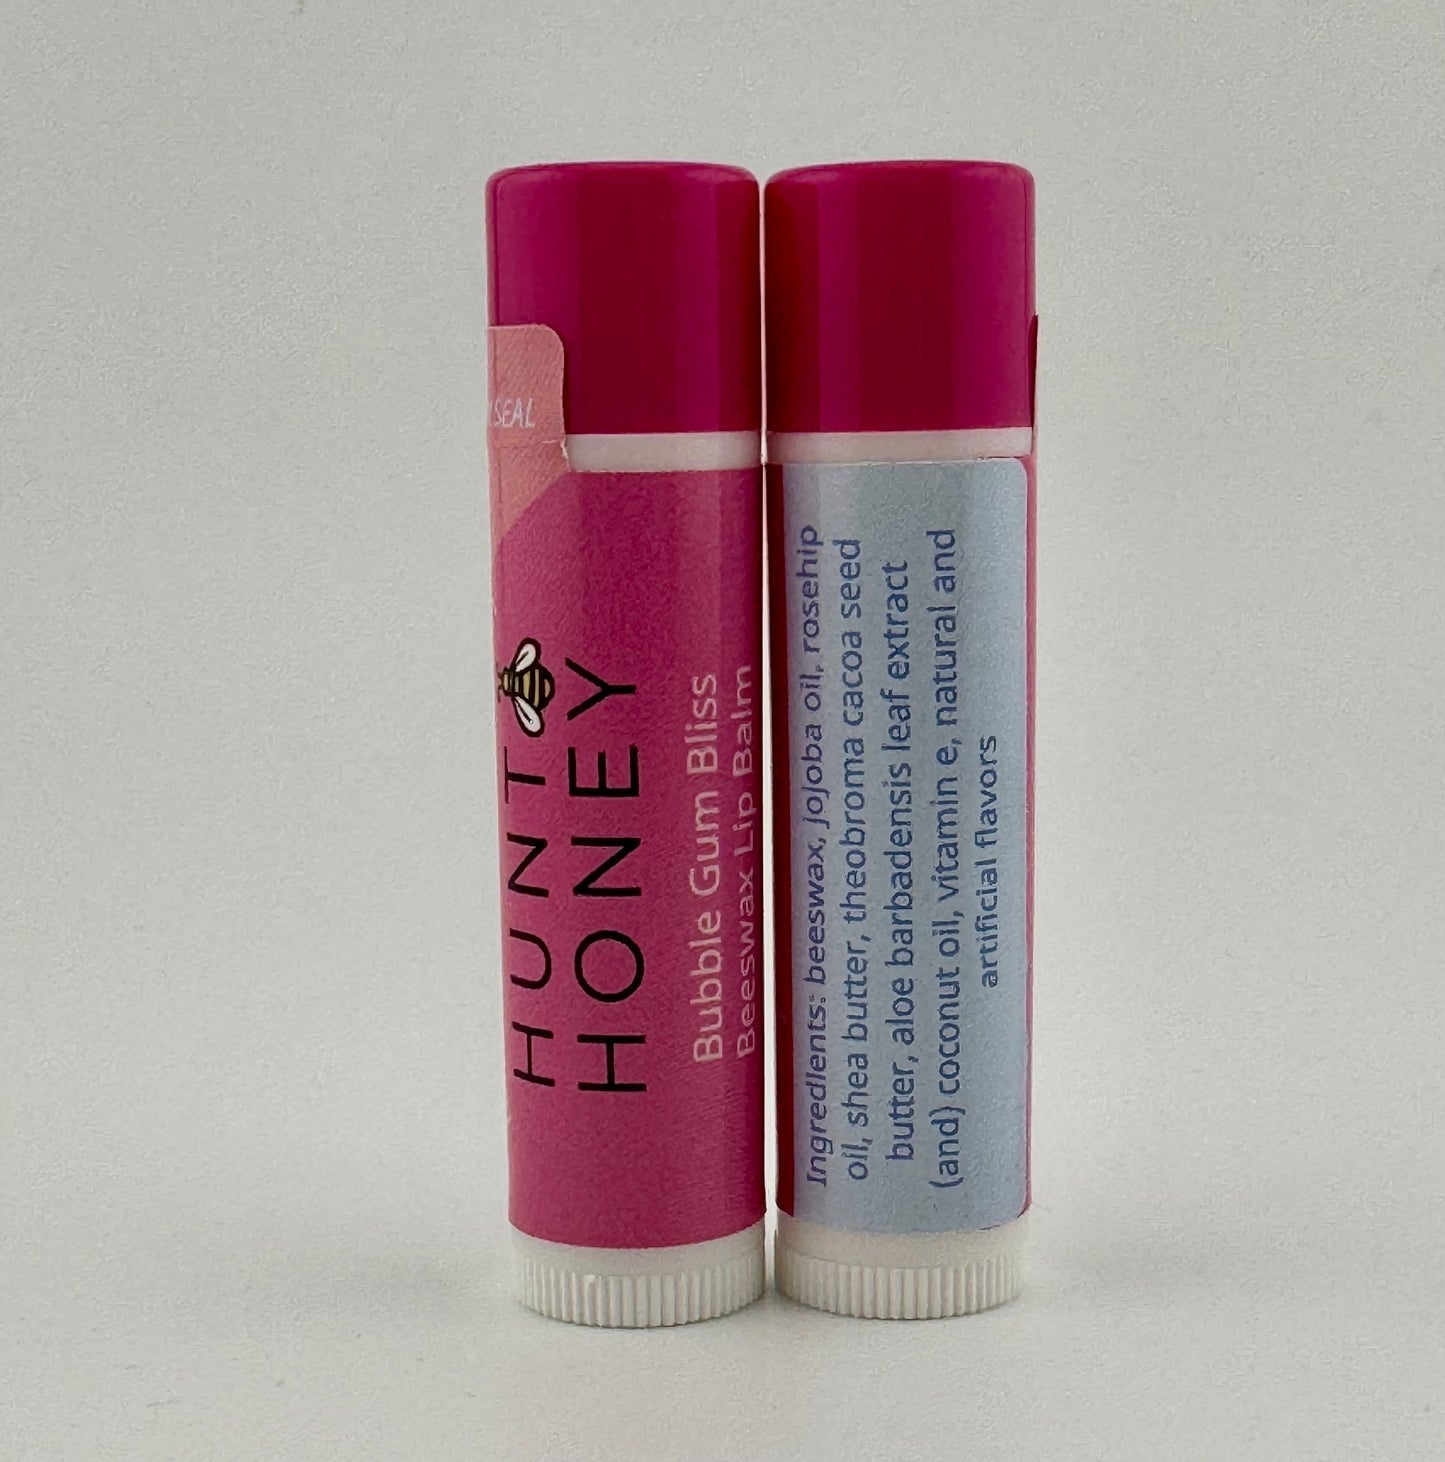 SEAL
HUNT
HONEY
Bubble Gum Bliss
Beeswax Lip Balm
Ingredients: beeswax, jojoba oil, rosehip
oil, shea butter, theobroma cacoa seed
butter, aloe barbadensis leaf extract
(and) coconut oil, vitamin e, natural and
artificial flavors